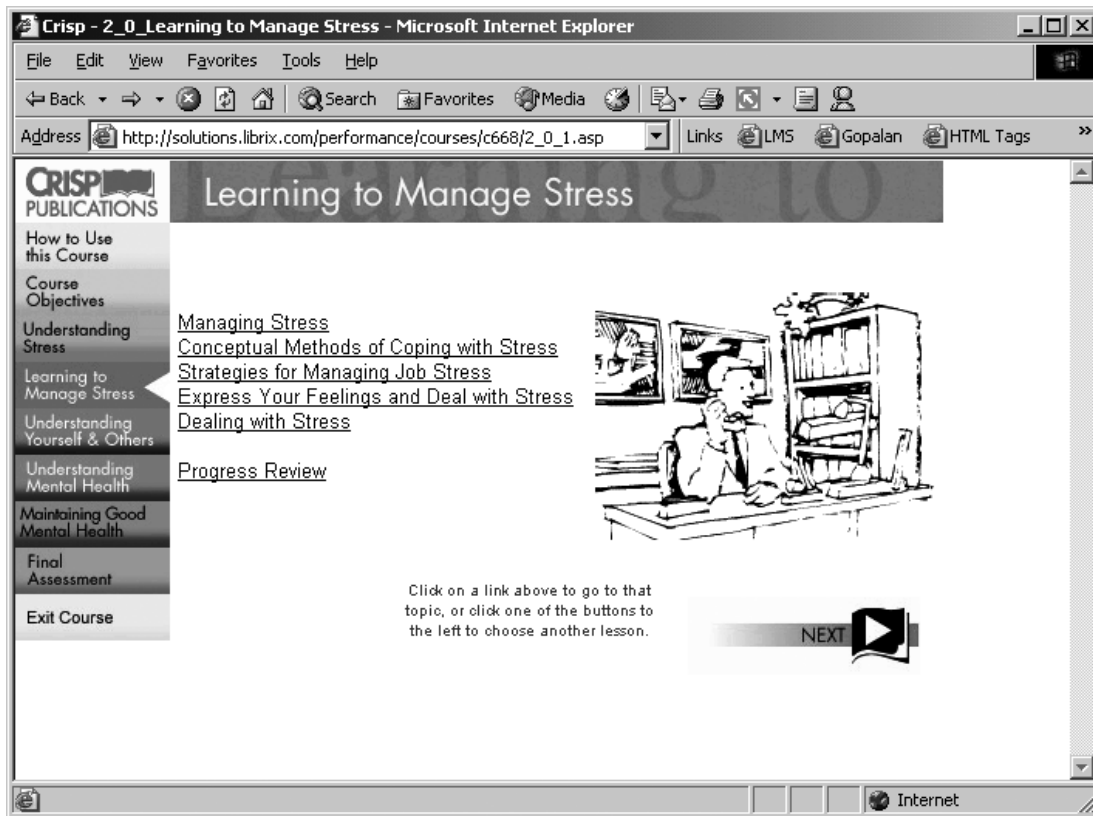 Crisp - 2_0_Learning to Manage Stress - Microsoft Internet Explorer
File Edit View Favorites Tools Help
Back Search Favorites Media
Address http://solutions.librix.com/performance/courses/c668/2_0_1.asp Links LMS Gopalan HTML Tags »
CRISP
PUBLICATIONS
Learning to Manage Stress
How to Use
this Course
Course
Objectives
Understanding
Stress
Learning to
Manage Stress
Understanding
Yourself & Others
Understanding
Mental Health
Maintaining Good
Mental Health
Final
Assessment
Exit Course
Managing Stress
Conceptual Methods of Coping with Stress
Strategies for Managing Job Stress
Express Your Feelings and Deal with Stress
Dealing with Stress
Progress Review
Click on a link above to go to that
topic, or click one of the buttons to
the left to choose another lesson.
NEXT
Internet